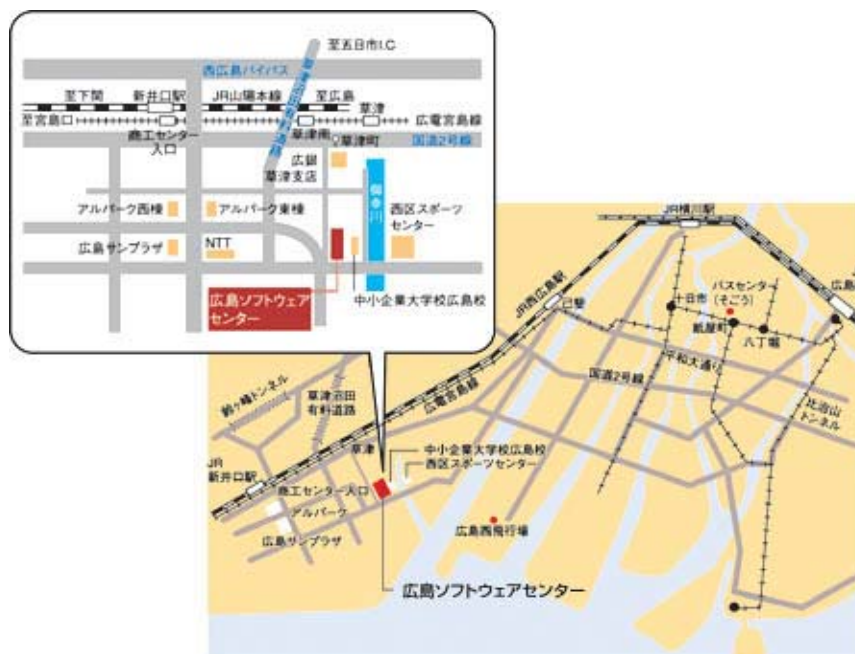 至五日市I.C
西広島バイパス
草津沼田有料道路
至下関
新井口駅
JR山陽本線
至広島
草津
至宮島口
広電宮島線
商工センター
入口
草津南
草津町
国道2号線
広銀
草津支店
御幸川
アルパーク西棟
アルパーク東棟
西区スポーツ
センター
広島サンプラザ
NTT
広島ソフトウェア
センター
中小企業大学校広島校
JR横川駅
JR西広島駅
己斐
十日市
バスセンター
(そごう)
紙屋町
八丁堀
広島
平和大通り
国道2号線
比治山
トンネル
広電宮島線
鈴ヶ峰トンネル
草津沼田
有料道路
草津
JR
新井口駅
商工センター入口
中小企業大学校広島校
西区スポーツセンター
アルパーク
広島サンプラザ
広島西飛行場
広島ソフトウェアセンター